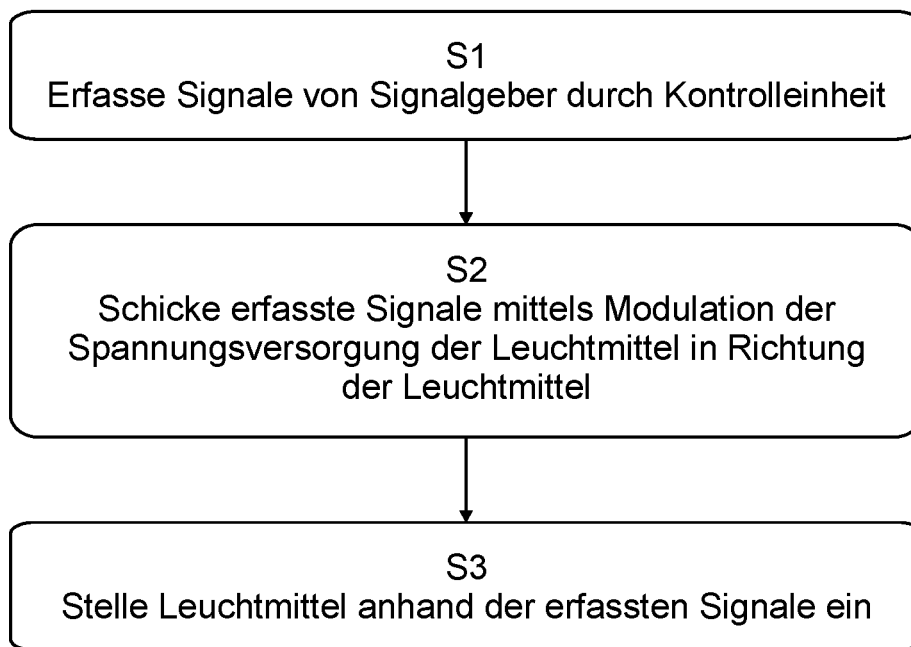 S1
Erfasse Signale von Signalgeber durch Kontrolleinheit
S2
Schicke erfasste Signale mittels Modulation der
Spannungsversorgung der Leuchtmittel in Richtung
der Leuchtmittel
S3
Stelle Leuchtmittel anhand der erfassten Signale ein